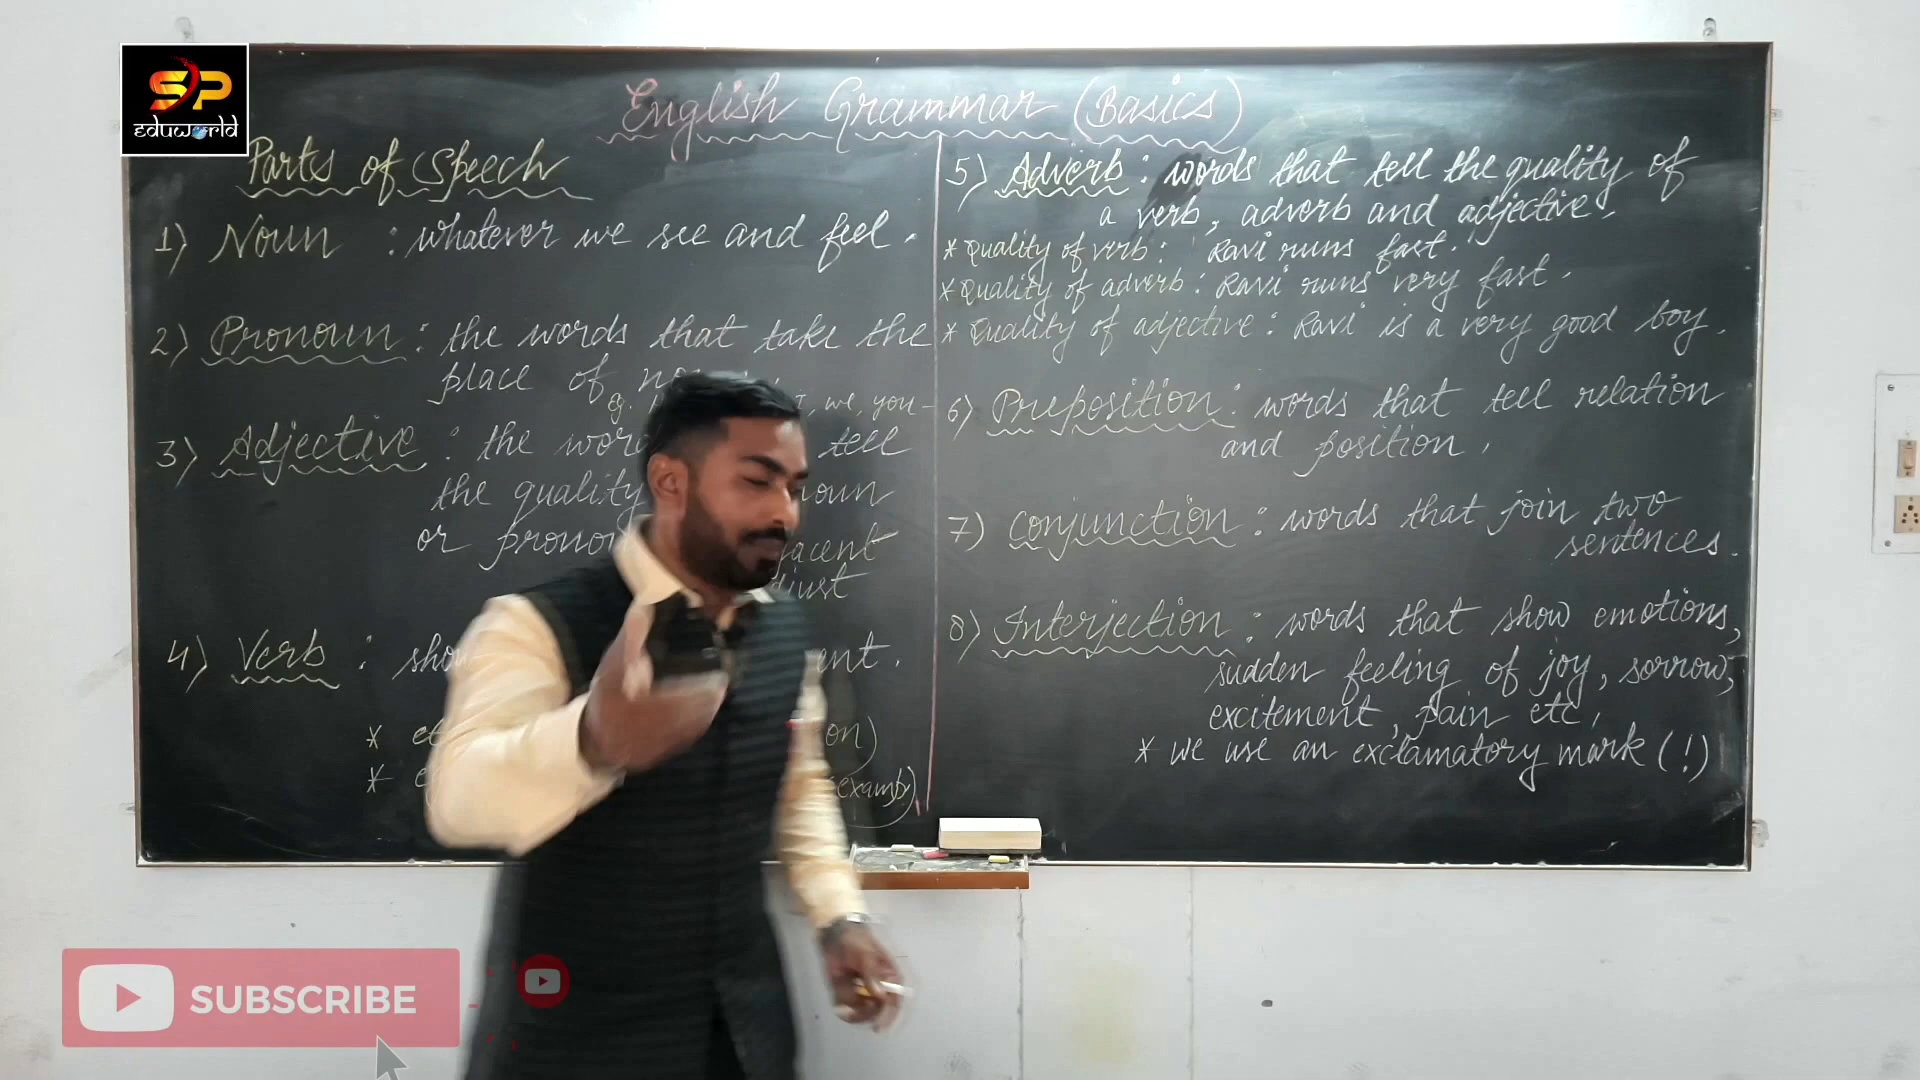 SP
eduworld
English Grammar (Basics)
Parts of Speech
1) Noun : whatever we see and feel.
2) Pronoun : the words that take the
place of
Eg. we, you
3) Adjective : the tell
the quality
or
4) Verb :
*
*
5) Adverb : words that tell the quality of
a verb, adverb and adjective.
* Quality of verb : Ravi runs fast.
* Quality of adverb : Ravi runs very fast.
* Quality of adjective : Ravi is a very good boy.
6) Preposition : words that tell relation
and position.
7) Conjunction : words that join two
sentences.
8) Interjection : words that show emotions,
sudden feeling of joy, sorrow,
excitement, pain etc.
* we use an exclamatory mark (!)
SUBSCRIBE